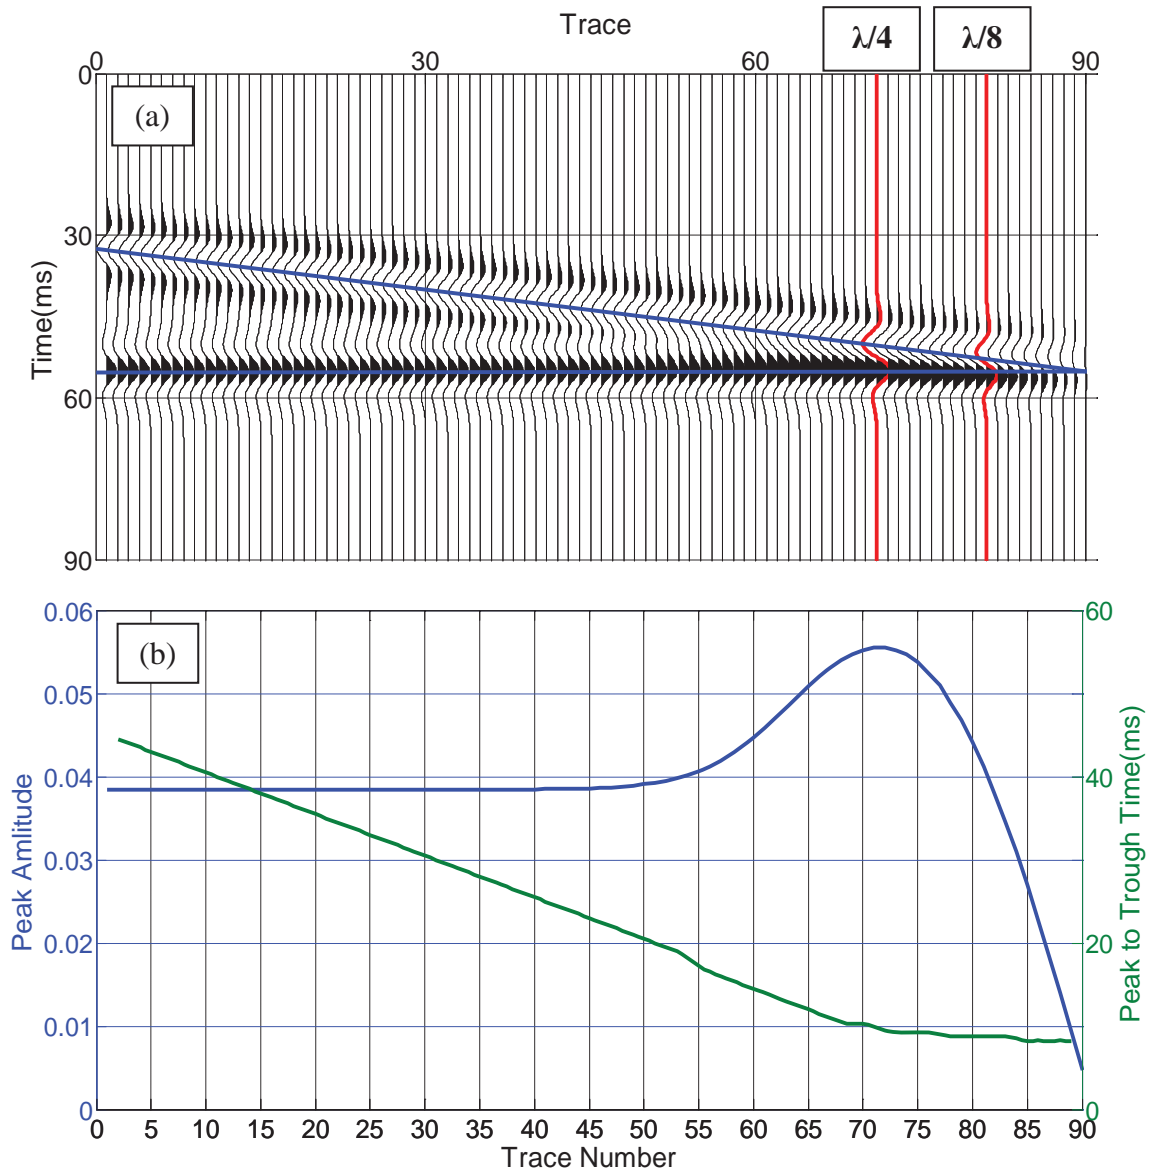 Trace
λ/4
λ/8
0 30 60 90
(a)
0
30
60
90
Time(ms)
(b)
0.06
0.05
0.04
0.03
0.02
0.01
0
Peak Amlitude
60
40
20
0
Peak to Trough Time(ms)
0 5 10 15 20 25 30 35 40 45 50 55 60 65 70 75 80 85 90
Trace Number